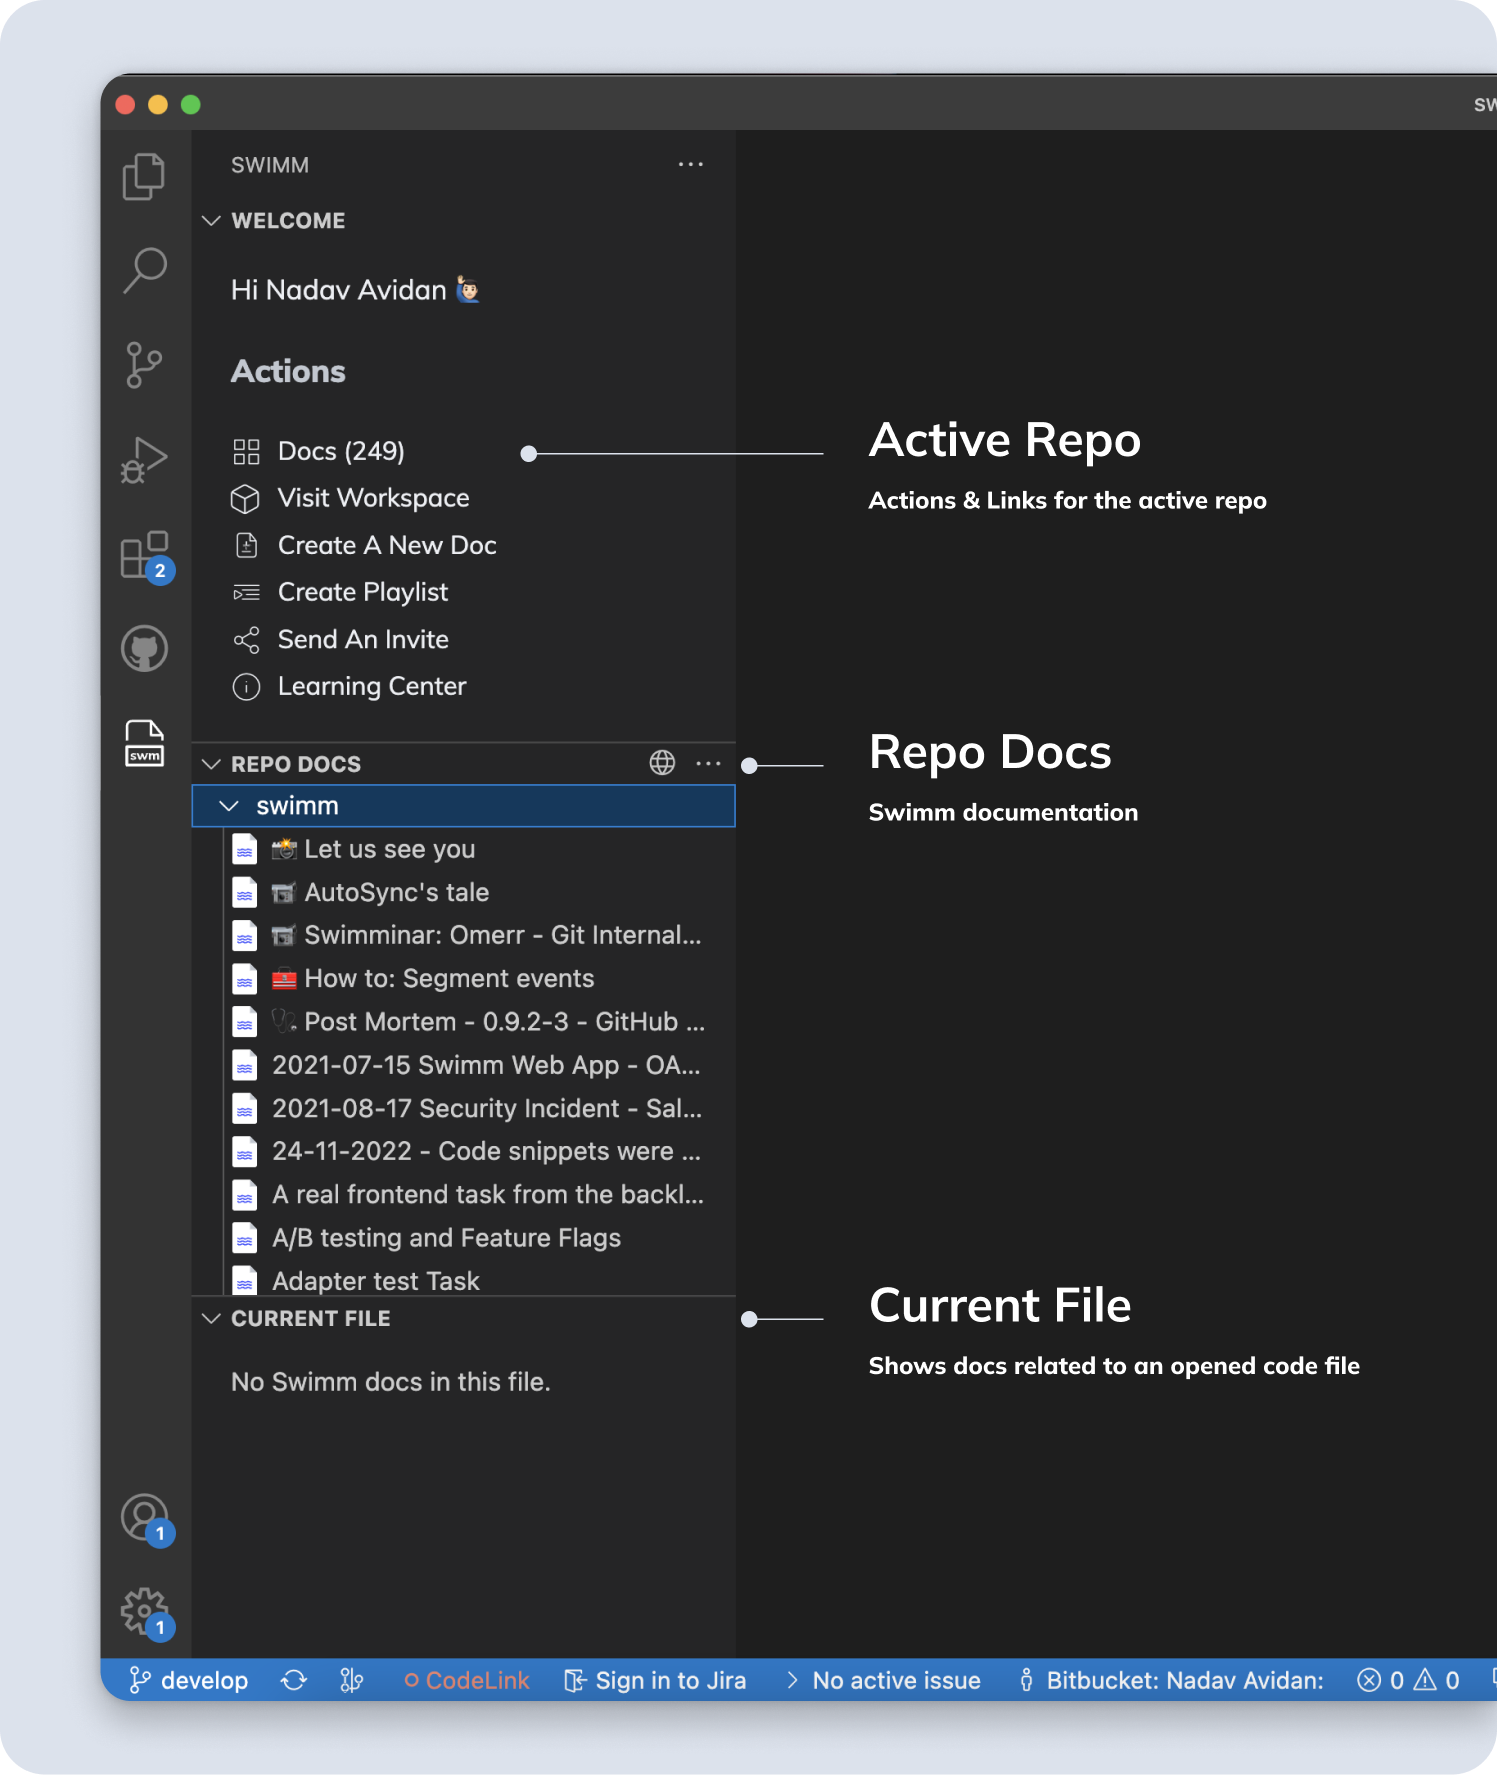 SW
SWIMM
WELCOME
Hi Nadav Avidan
Actions
Docs (249)
Visit Workspace
Create A New Doc
Create Playlist
Send An Invite
Learning Center
Active Repo
Actions & Links for the active repo
2
swm
REPO DOCS
Repo Docs
Swimm documentation
swimm
Let us see you
AutoSync's tale
Swimminar: Omerr - Git Internal...
How to: Segment events
Post Mortem - 0.9.2-3 - GitHub ...
2021-07-15 Swimm Web App - OA...
2021-08-17 Security Incident - Sal...
24-11-2022 - Code snippets were ...
A real frontend task from the backl...
A/B testing and Feature Flags
Adapter test Task
CURRENT FILE
Current File
Shows docs related to an opened code file
No Swimm docs in this file.
1
1
develop CodeLink Sign in to Jira No active issue Bitbucket: Nadav Avidan: 0 0